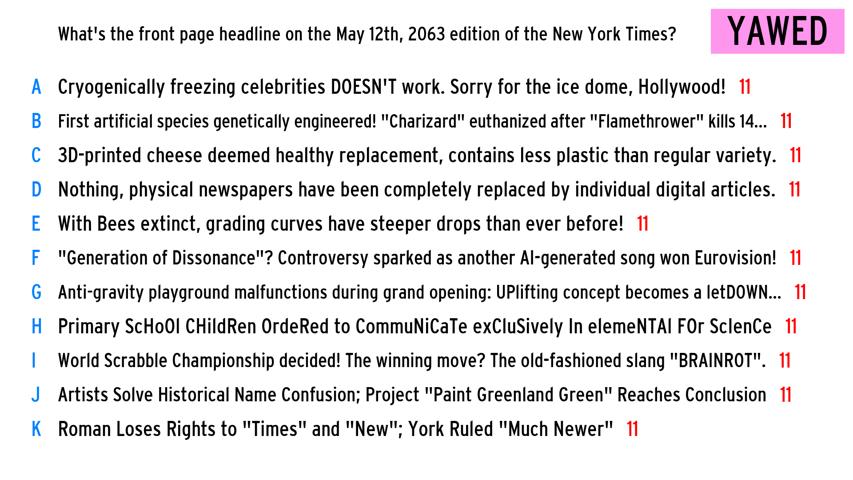 What's the front page headline on the May 12th, 2063 edition of the New York Times?
YAWED
A Cryogenically freezing celebrities DOESN'T work. Sorry for the ice dome, Hollywood! 11
B First artificial species genetically engineered! "Charizard" euthanized after "Flamethrower" kills 14... 11
C 3D-printed cheese deemed healthy replacement, contains less plastic than regular variety. 11
D Nothing, physical newspapers have been completely replaced by individual digital articles. 11
E With Bees extinct, grading curves have steeper drops than ever before! 11
F "Generation of Dissonance"? Controversy sparked as another AI-generated song won Eurovision! 11
G Anti-gravity playground malfunctions during grand opening: UPlifting concept becomes a letDOWN... 11
H Primary ScHoOl CHildRen OrdeRed to CommuNiCaTe exCluSively In elemeNTAl FOr ScIenCe 11
I World Scrabble Championship decided! The winning move? The old-fashioned slang "BRAINROT". 11
J Artists Solve Historical Name Confusion; Project "Paint Greenland Green" Reaches Conclusion 11
K Roman Loses Rights to "Times" and "New"; York Ruled "Much Newer" 11